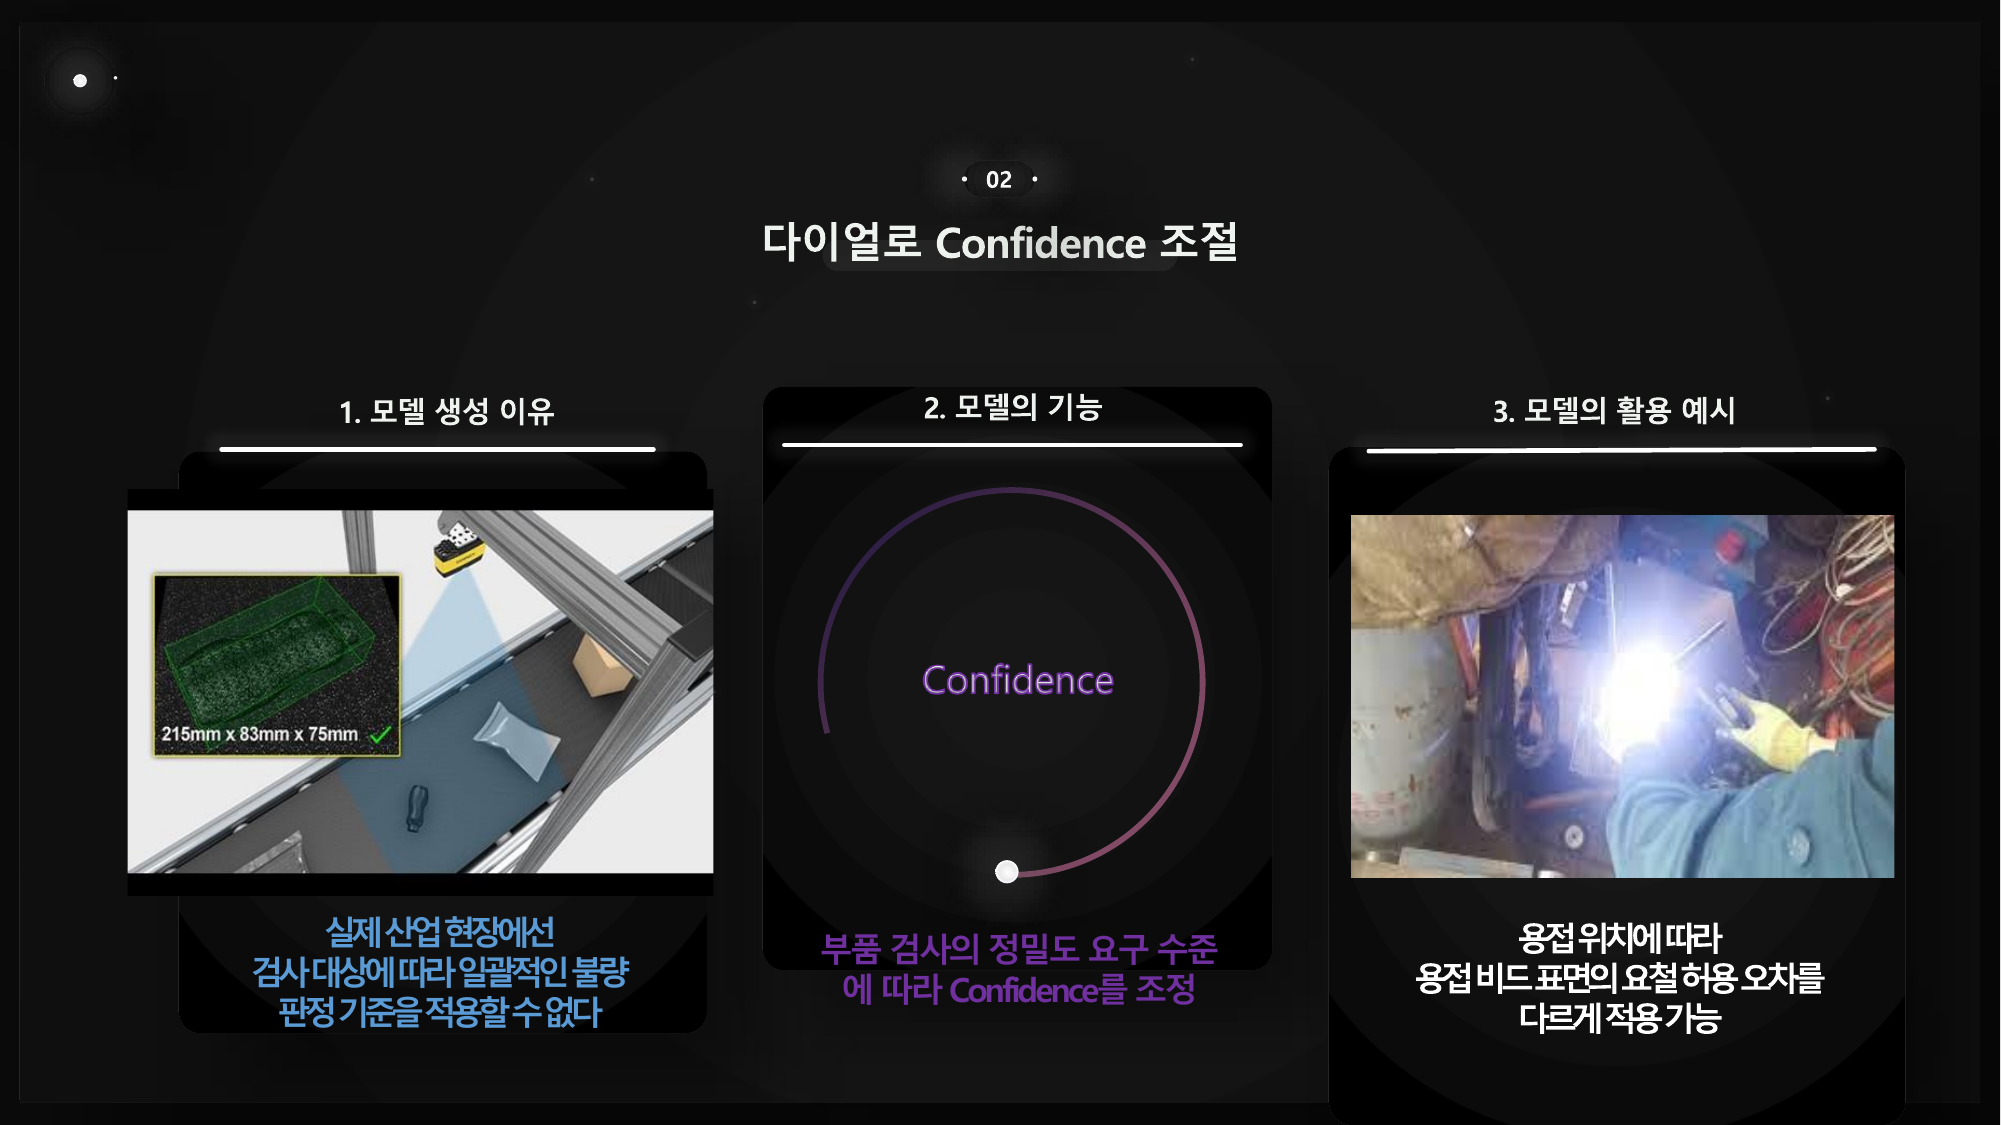 02
다이얼로 Confidence 조절
1. 모델 생성 이유
215mm x 83mm x 75mm
실제 산업 현장에선
검사 대상에 따라 일괄적인 불량
판정 기준을 적용할 수 없다
2. 모델의 기능
Confidence
부품 검사의 정밀도 요구 수준
에 따라 Confidence를 조정
3. 모델의 활용 예시
용접 위치에 따라
용접 비드 표면의 요철 허용 오차를
다르게 적용 가능